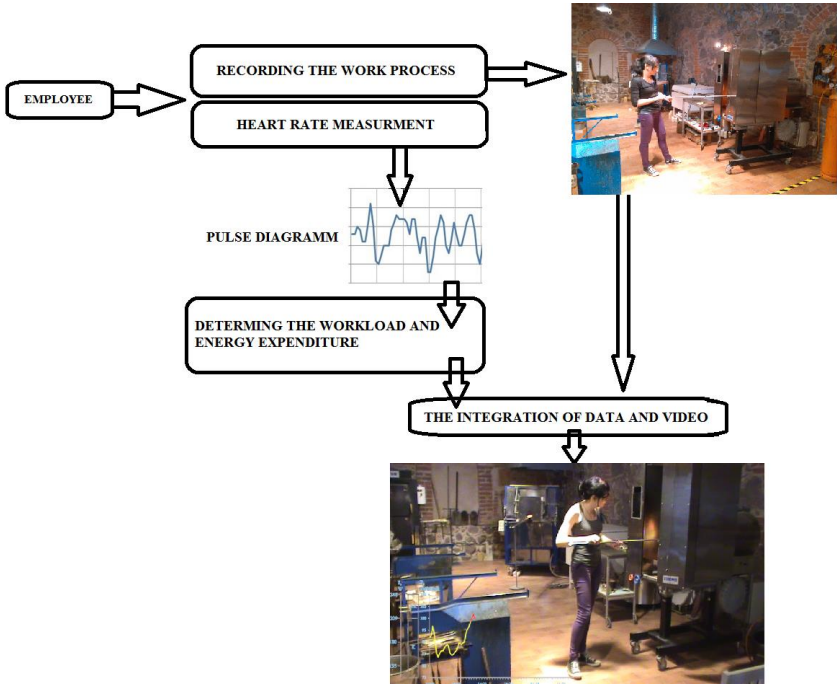 RECORDING THE WORK PROCESS
EMPLOYEE
HEART RATE MEASURMENT
PULSE DIAGRAMM
DETERMING THE WORKLOAD AND
ENERGY EXPENDITURE
THE INTEGRATION OF DATA AND VIDEO